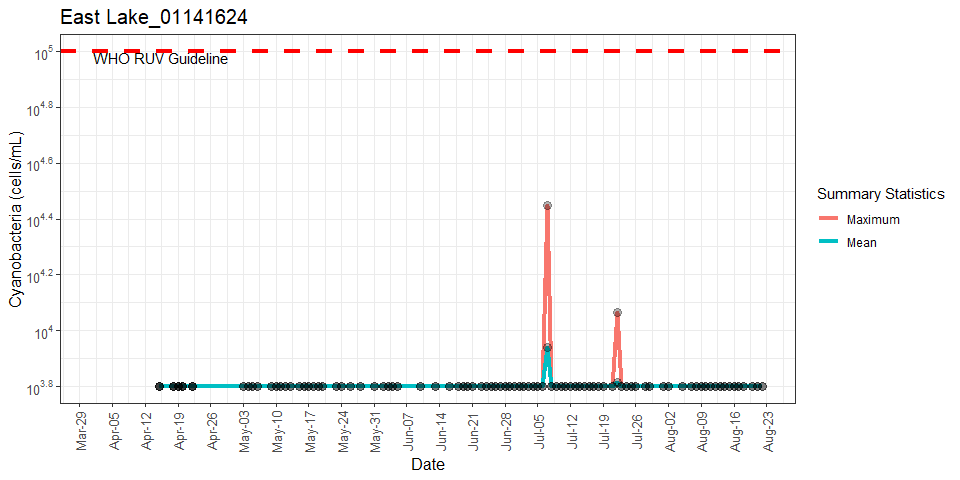 East Lake_01141624
10^5
WHO RUV Guideline
10^4.8
10^4.6
10^4.4
10^4.2
10^4
10^3.8
Cyanobacteria (cells/mL)
Mar-29 Apr-05 Apr-12 Apr-19 Apr-26 May-03 May-10 May-17 May-24 May-31 Jun-07 Jun-14 Jun-21 Jun-28 Jul-05 Jul-12 Jul-19 Jul-26 Aug-02 Aug-09 Aug-16 Aug-23
Date
Summary Statistics
Maximum
Mean